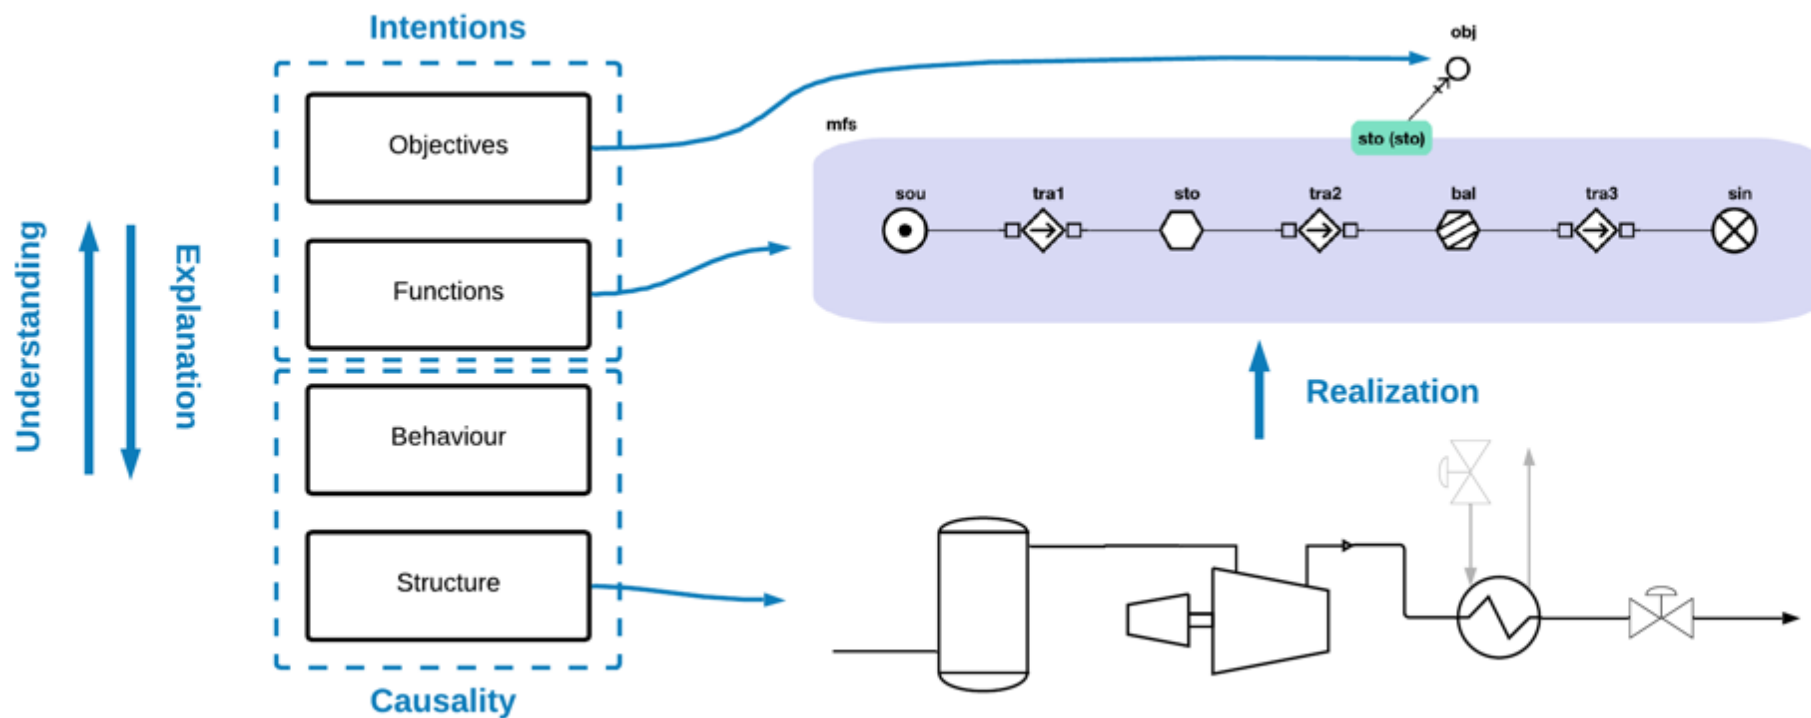 Intentions
Objectives
Functions
Behaviour
Structure
Causality
Understanding
Explanation
obj
mfs
sto (sto)
sou
tra1
sto
tra2
bal
tra3
sin
Realization